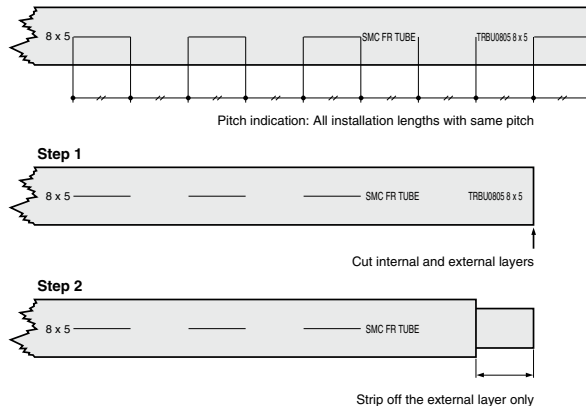 8 x 5 SMC FR TUBE TRBU0805 8 x 5
Pitch indication: All installation lengths with same pitch
Step 1
8 x 5 SMC FR TUBE TRBU0805 8 x 5
Cut internal and external layers
Step 2
8 x 5 SMC FR TUBE
Strip off the external layer only